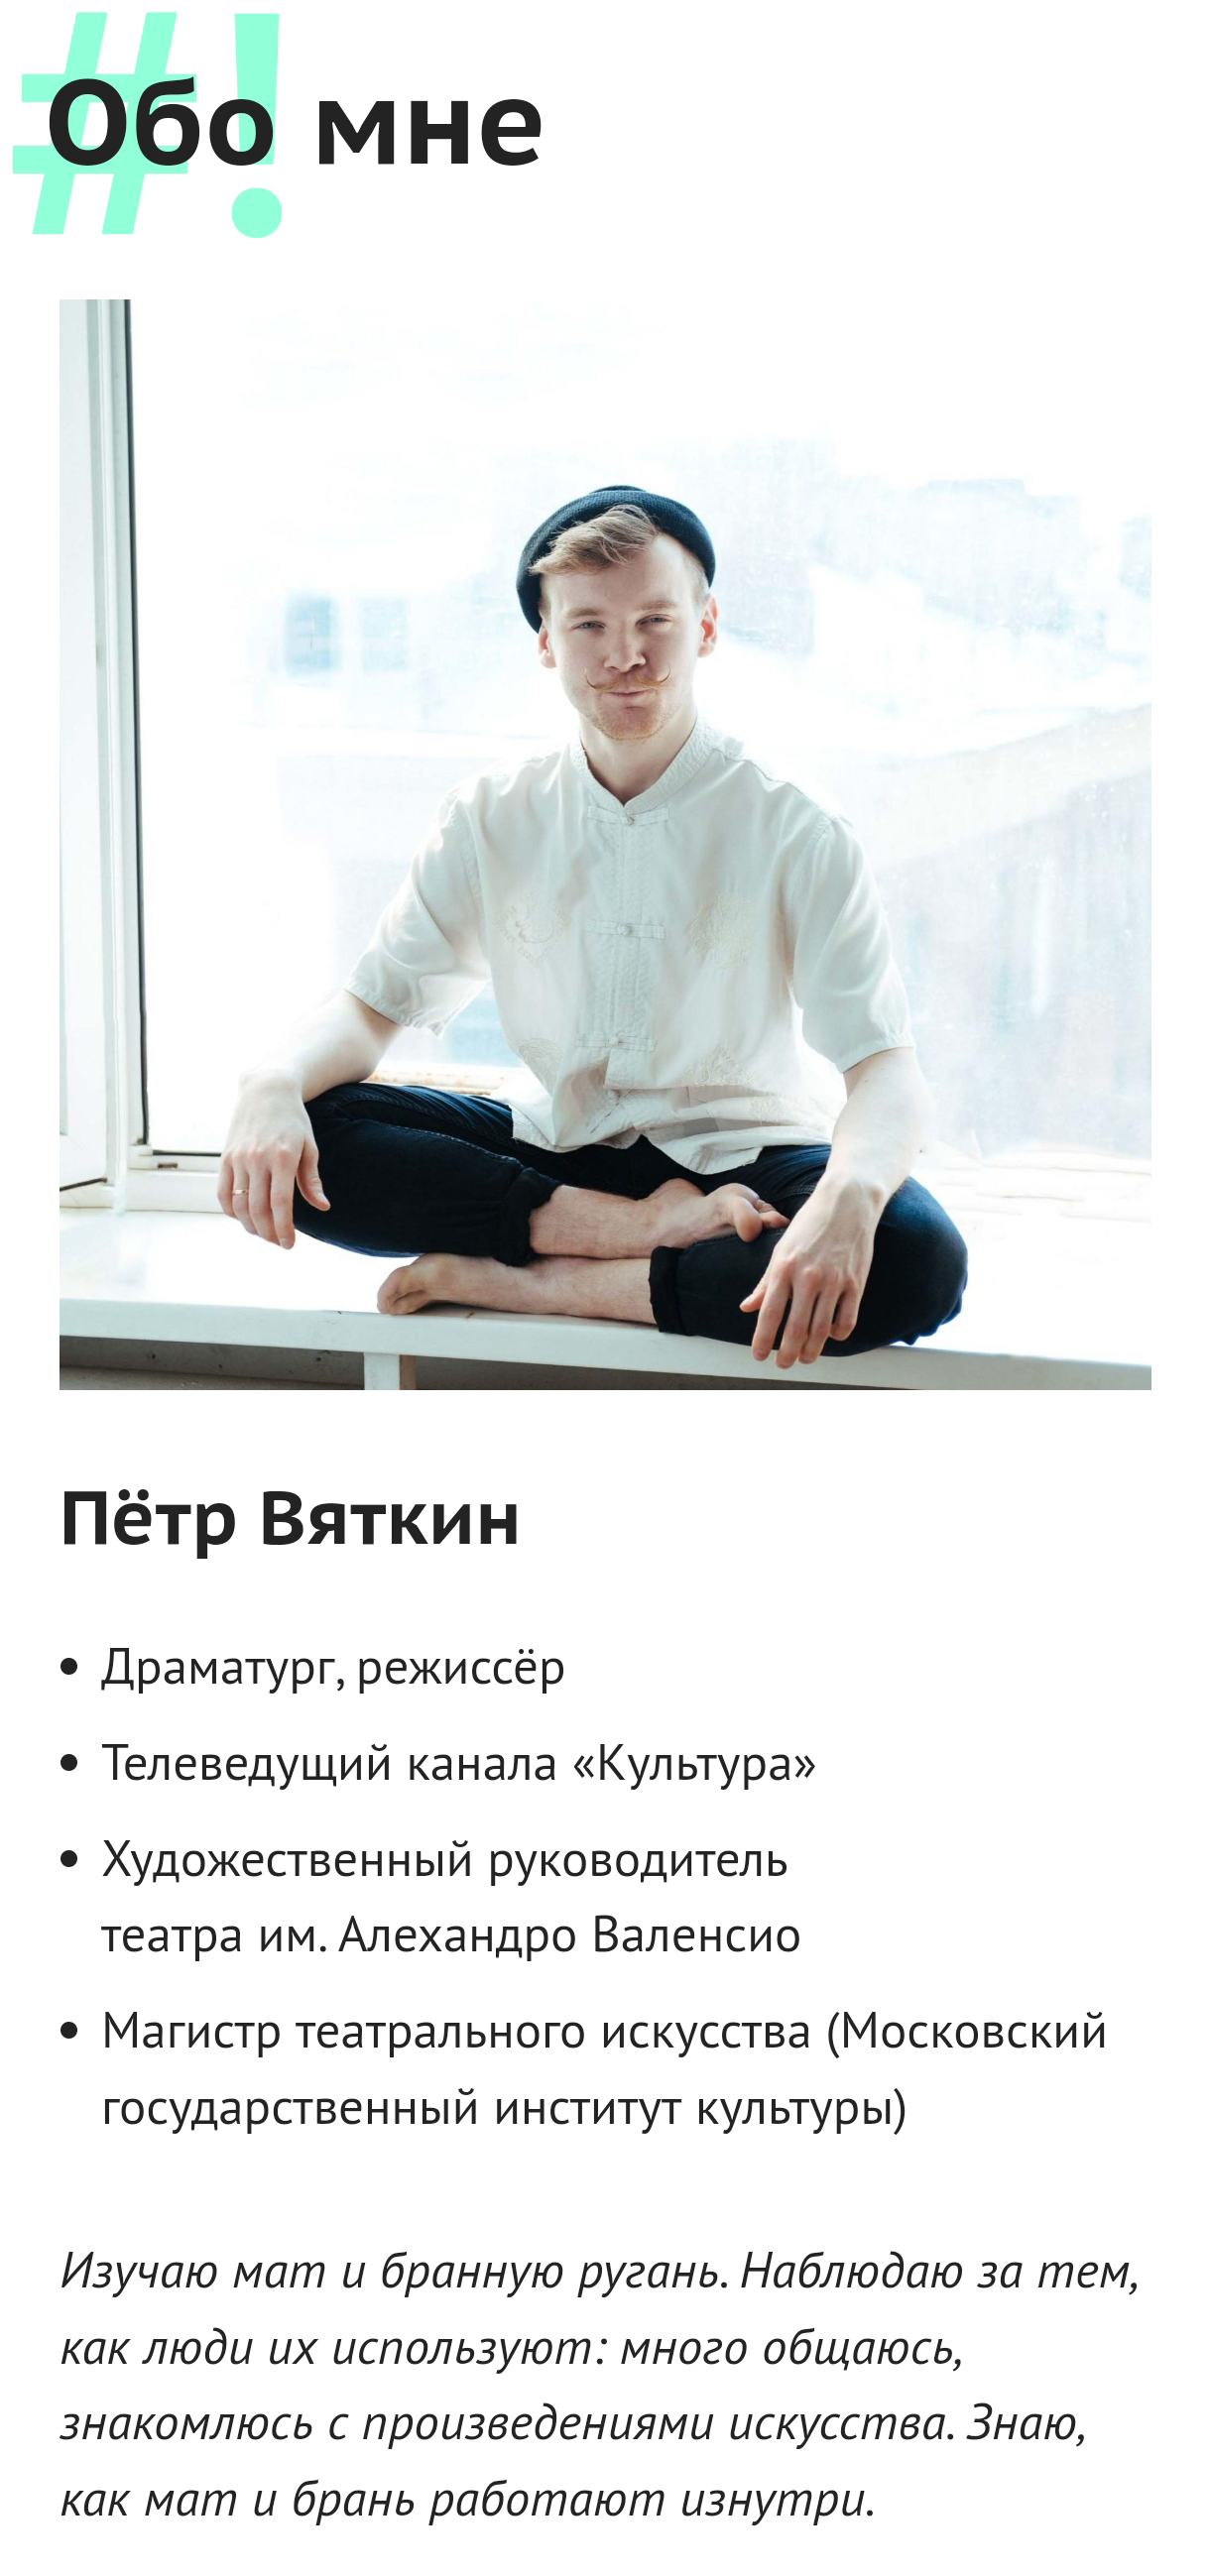 #!
Обо мне
Пётр Вяткин
• Драматург, режиссёр
• Телеведущий канала «Культура»
• Художественный руководитель
театра им. Алехандро Валенсио
• Магистр театрального искусства (Московский
государственный институт культуры)
Изучаю мат и бранную ругань. Наблюдаю за тем,
как люди их используют: много общаюсь,
знакомлюсь с произведениями искусства. Знаю,
как мат и брань работают изнутри.